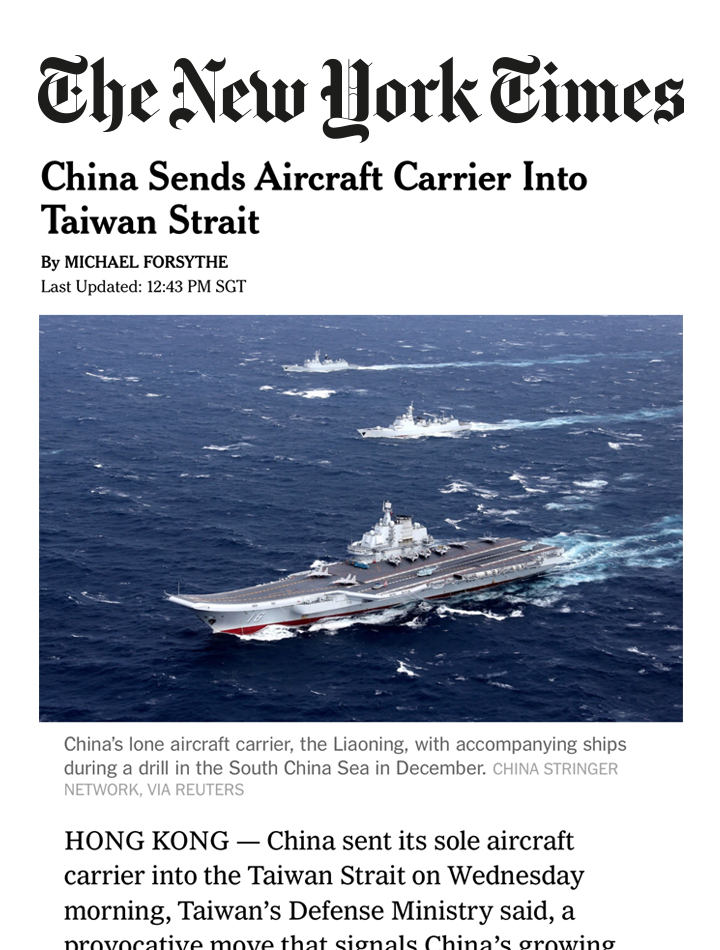 The New York Times
China Sends Aircraft Carrier Into
Taiwan Strait
By MICHAEL FORSYTHE
Last Updated: 12:43 PM SGT
16
China's lone aircraft carrier, the Liaoning, with accompanying ships
during a drill in the South China Sea in December. CHINA STRINGER
NETWORK, VIA REUTERS
HONG KONG — China sent its sole aircraft
carrier into the Taiwan Strait on Wednesday
morning, Taiwan's Defense Ministry said, a
provocative move that signals China's growing